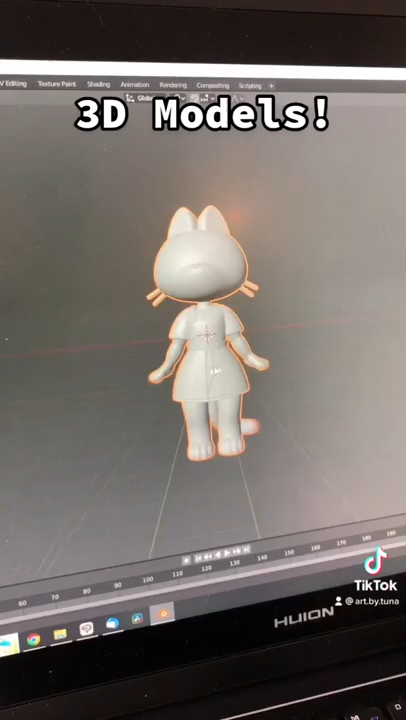 V Editing Texture Paint Shading Animation Rendering Compositing Scripting +
Global
3D Models!
60 70 80 90 100 110 120 130 140 150 160 170 180 190
HUION
TikTok
@art.by.tuna